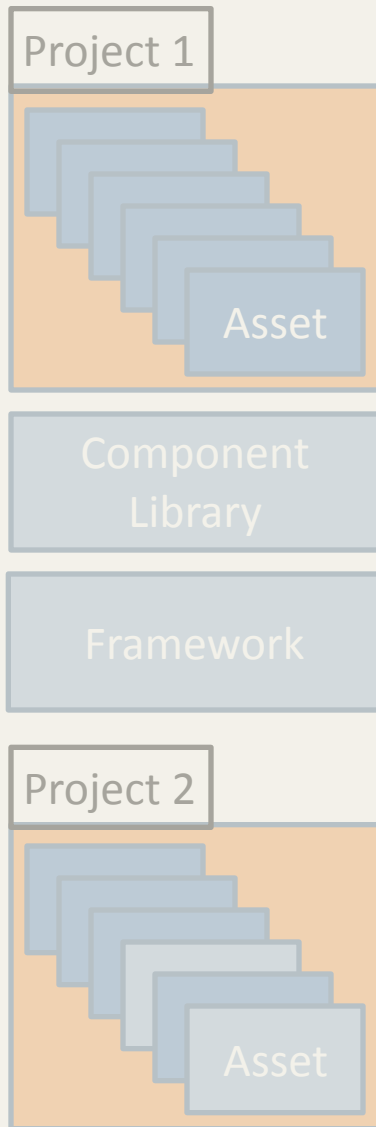 Project 1
Asset
Component
Library
Framework
Project 2
Asset